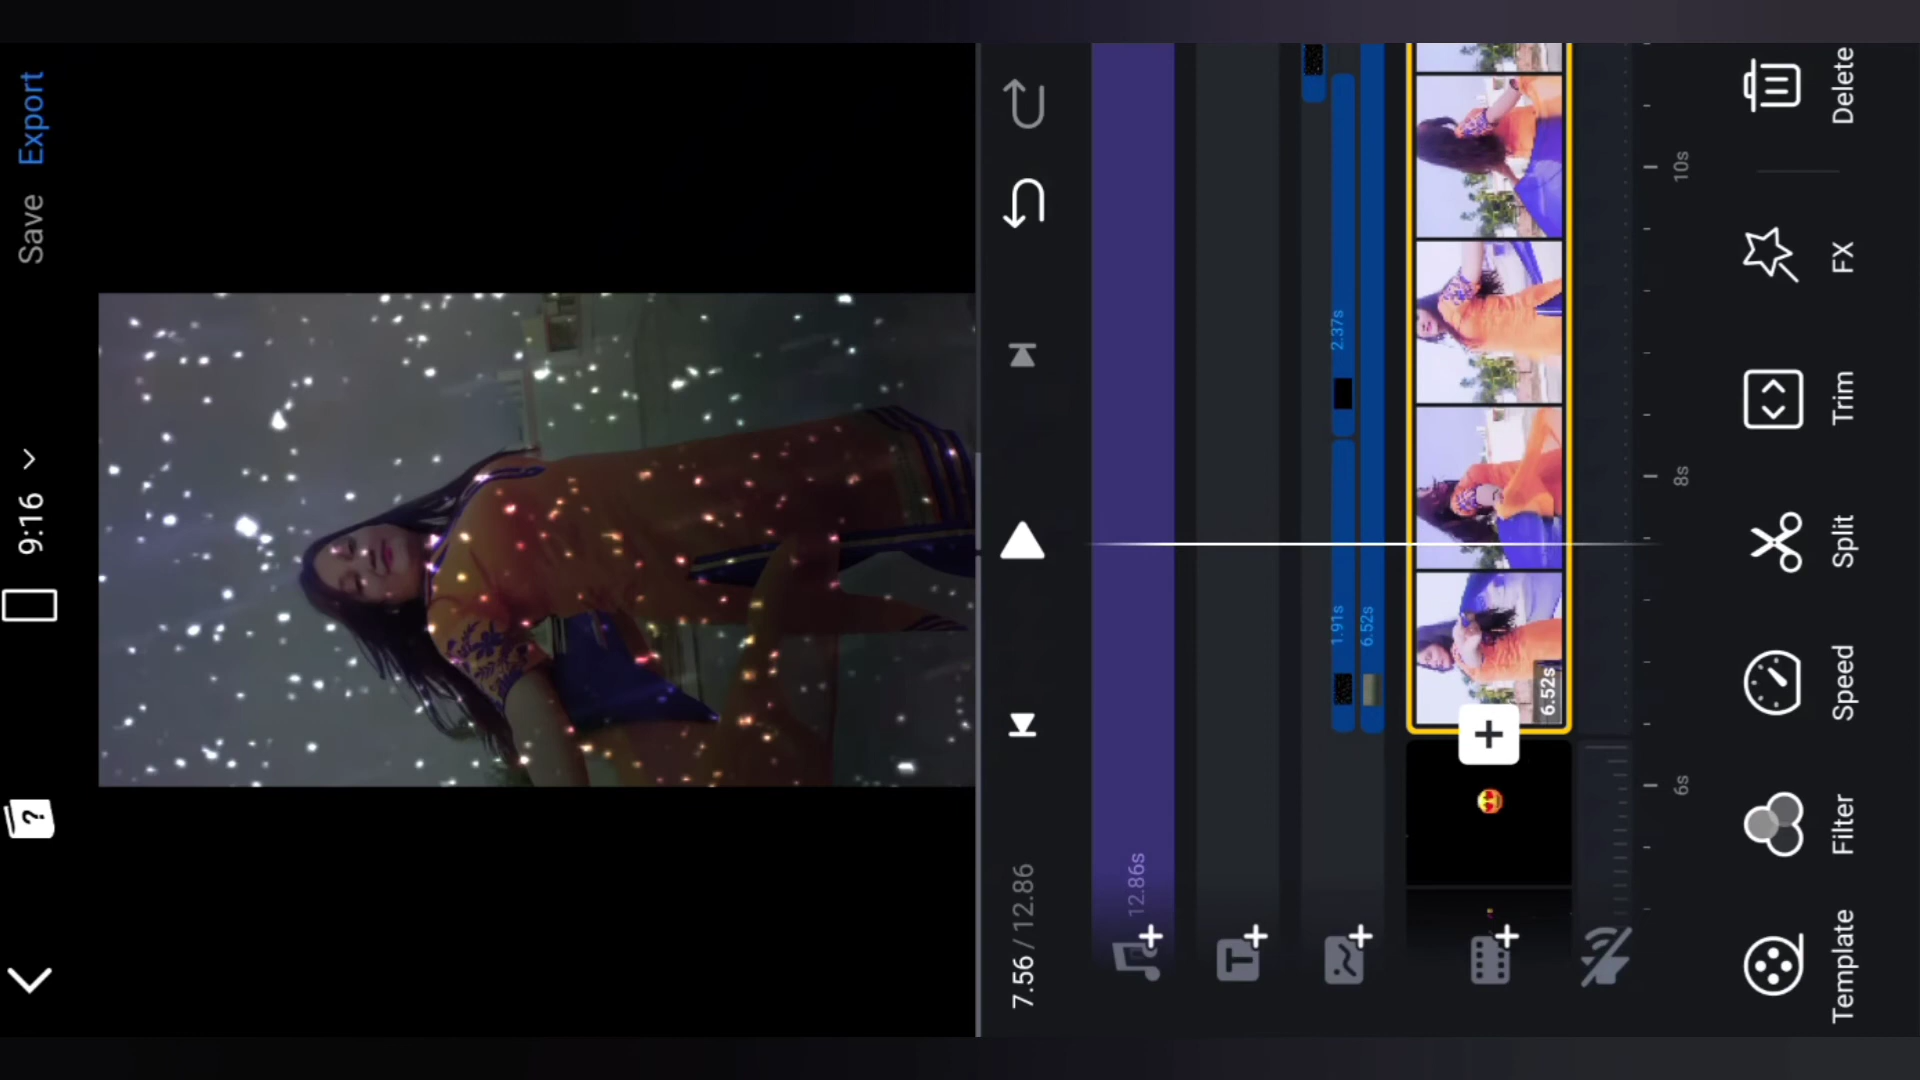 9:16
Save
Export
7.56 / 12.86
12.86s
1.91s
2.37s
6.52s
6.52s
6s
8s
10s
Template
Filter
Speed
Split
Trim
FX
Delete